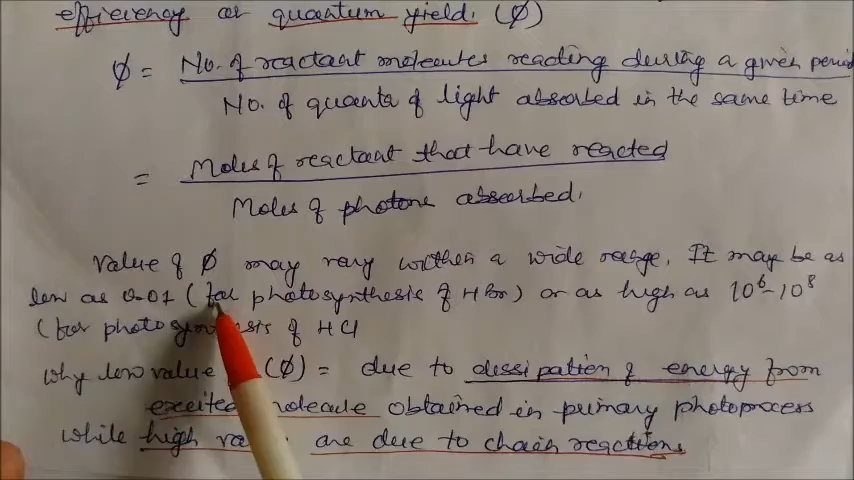 efficiency or quantum yield. (Ø)
Ø = No. of reactant molecules reacting during a given period
No. of quanta of light absorbed in the same time
= Moles of reactant that have reacted
Moles of photons absorbed.
Value of Ø may vary within a wide range. It may be as
low as 0.01 (for photosynthesis of HBr) or as high as 10⁶-10⁸
(for photosynthesis of HCl
Why low value (Ø) = due to dissipation of energy from
excited molecule obtained in primary photoprocess
while high are due to chain reactions